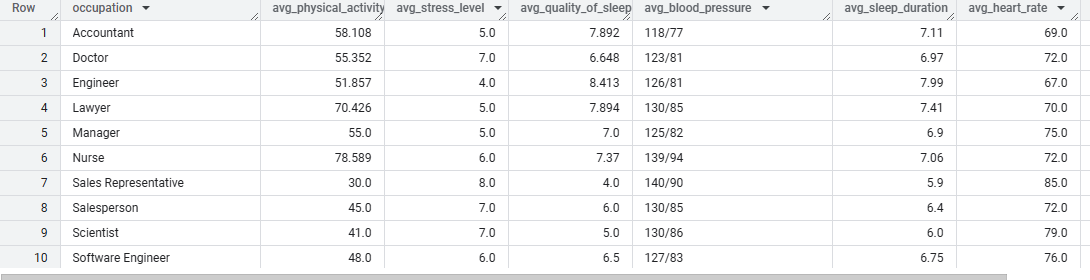 Row occupation avg_physical_activity avg_stress_level avg_quality_of_sleep avg_blood_pressure avg_sleep_duration avg_heart_rate
1 Accountant 58.108 5.0 7.892 118/77 7.11 69.0
2 Doctor 55.352 7.0 6.648 123/81 6.97 72.0
3 Engineer 51.857 4.0 8.413 126/81 7.99 67.0
4 Lawyer 70.426 5.0 7.894 130/85 7.41 70.0
5 Manager 55.0 5.0 7.0 125/82 6.9 75.0
6 Nurse 78.589 6.0 7.37 139/94 7.06 72.0
7 Sales Representative 30.0 8.0 4.0 140/90 5.9 85.0
8 Salesperson 45.0 7.0 6.0 130/85 6.4 72.0
9 Scientist 41.0 7.0 5.0 130/86 6.0 79.0
10 Software Engineer 48.0 6.0 6.5 127/83 6.75 76.0